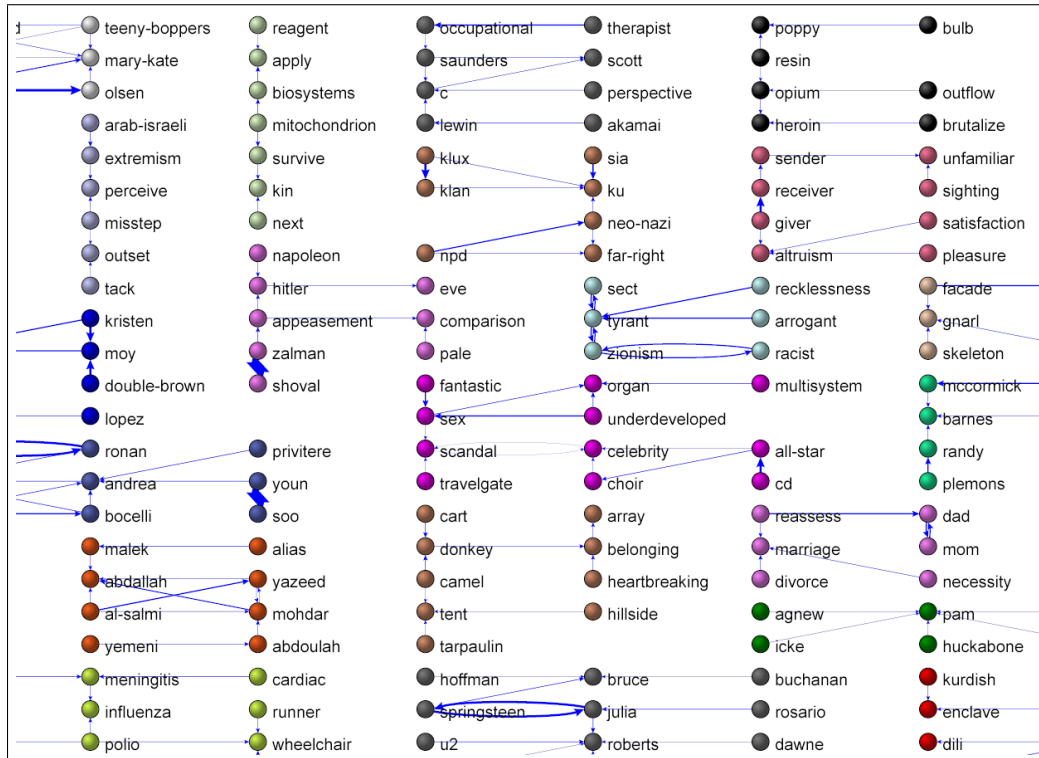 d teeny-boppers reagent occupational therapist poppy bulb
mary-kate apply saunders scott resin
olsen biosystems c perspective opium outflow
arab-israeli mitochondrion lewin akamai heroin brutalize
extremism survive klux sia sender unfamiliar
perceive kin klan ku receiver sighting
misstep next neo-nazi giver satisfaction
outset napoleon npd far-right altruism pleasure
tack hitler eve sect recklessness facade
kristen appeasement comparison tyrant arrogant gnarl
moy zalman pale zionism racist skeleton
double-brown shoval fantastic organ multisystem mccormick
lopez sex underdeveloped barnes
ronan privitere scandal celebrity all-star randy
andrea youn travelgate choir cd plemons
bocelli soo cart array reassess dad
malek alias donkey belonging marriage mom
abdallah yazeed camel heartbreaking divorce necessity
al-salmi mohdar tent hillside agnew pam
yemeni abdoulah tarpaulin icke huckabone
meningitis cardiac hoffman bruce buchanan kurdish
influenza runner springsteen julia rosario enclave
polio wheelchair u2 roberts dawne dili